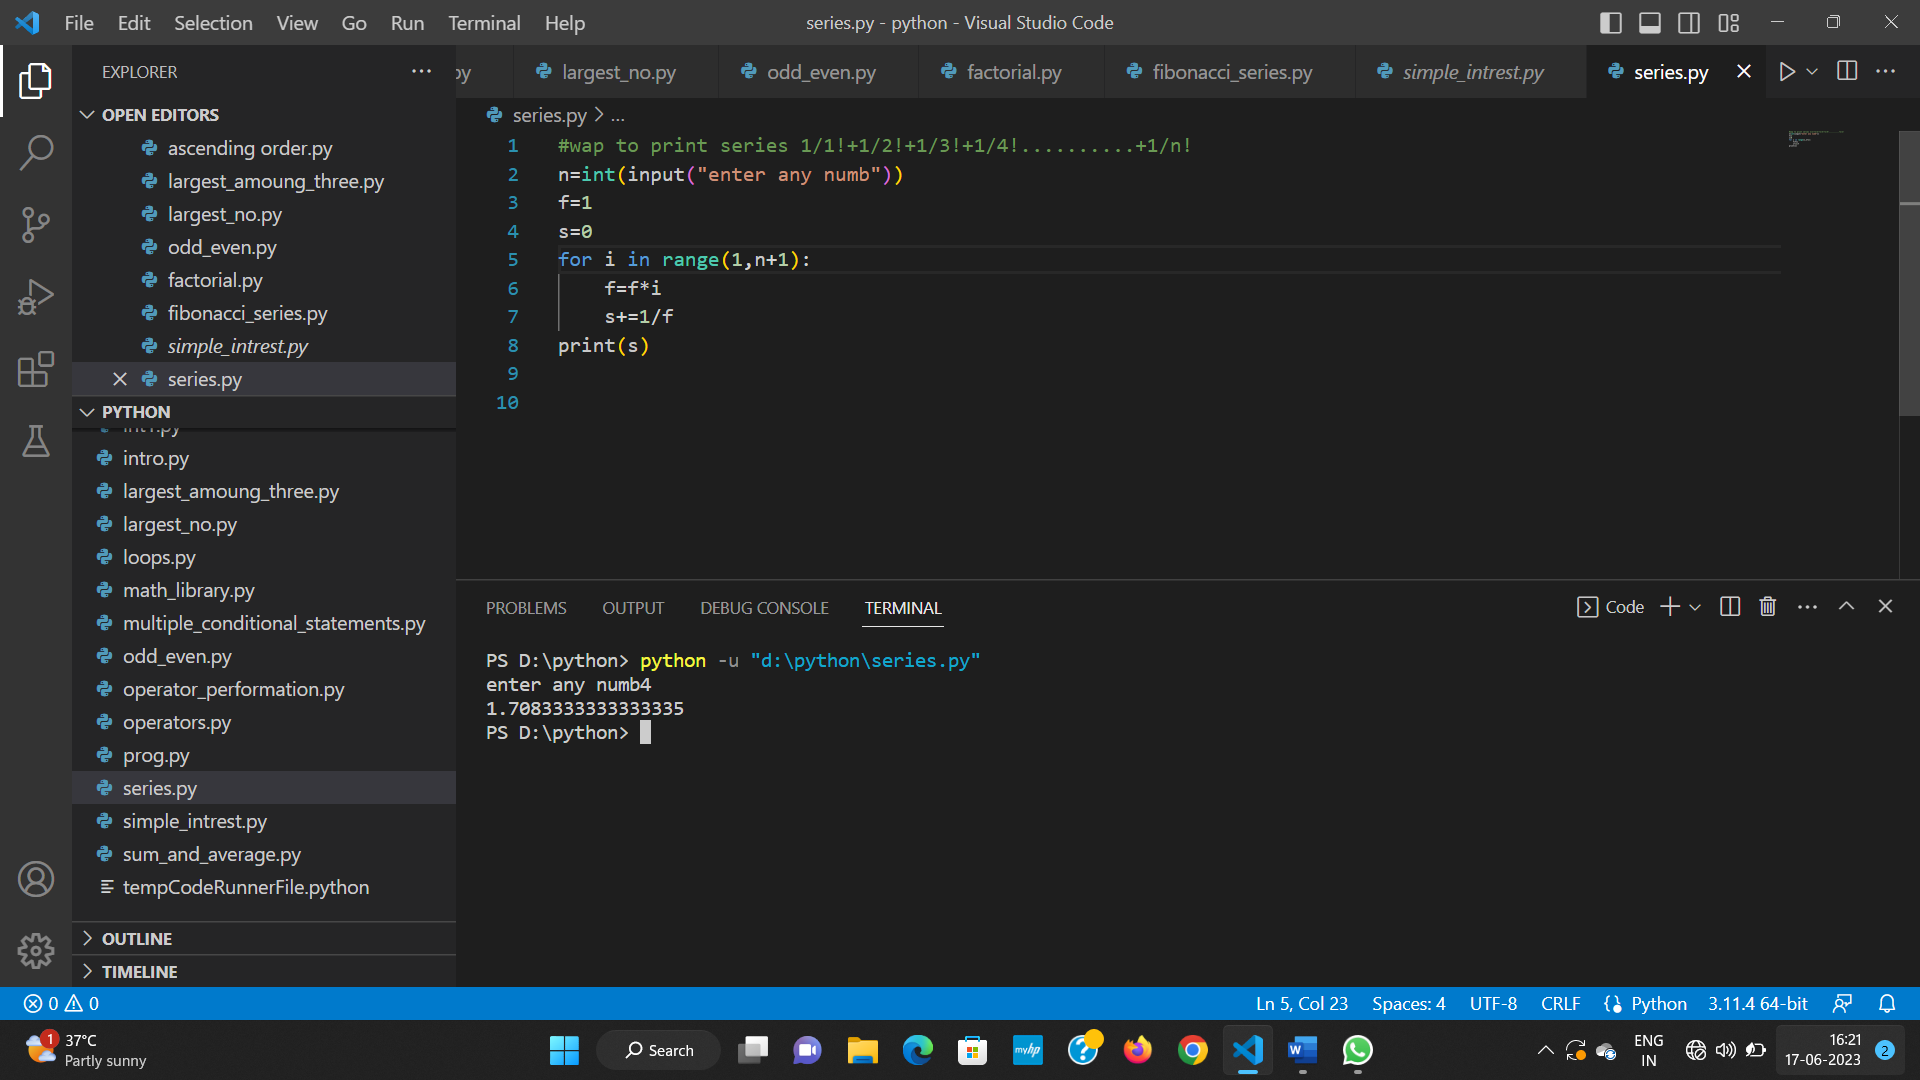 File Edit Selection View Go Run Terminal Help
series.py - python - Visual Studio Code
EXPLORER
OPEN EDITORS
ascending order.py
largest_amoung_three.py
largest_no.py
odd_even.py
factorial.py
fibonacci_series.py
simple_intrest.py
series.py
PYTHON
intro.py
largest_amoung_three.py
largest_no.py
loops.py
math_library.py
multiple_conditional_statements.py
odd_even.py
operator_performation.py
operators.py
prog.py
series.py
simple_intrest.py
sum_and_average.py
tempCodeRunnerFile.python
OUTLINE
TIMELINE
py largest_no.py odd_even.py factorial.py fibonacci_series.py simple_intrest.py series.py
series.py > ...
1 #wap to print series 1/1!+1/2!+1/3!+1/4!..........+1/n!
2 n=int(input("enter any numb"))
3 f=1
4 s=0
5 for i in range(1,n+1):
6 f=f*i
7 s+=1/f
8 print(s)
9
10
PROBLEMS OUTPUT DEBUG CONSOLE TERMINAL
Code
PS D:\python> python -u "d:\python\series.py"
enter any numb4
1.7083333333333335
PS D:\python>
0 0 Ln 5, Col 23 Spaces: 4 UTF-8 CRLF Python 3.11.4 64-bit
1 37°C
Partly sunny
Search
myhp
W
ENG
IN
16:21
17-06-2023
2